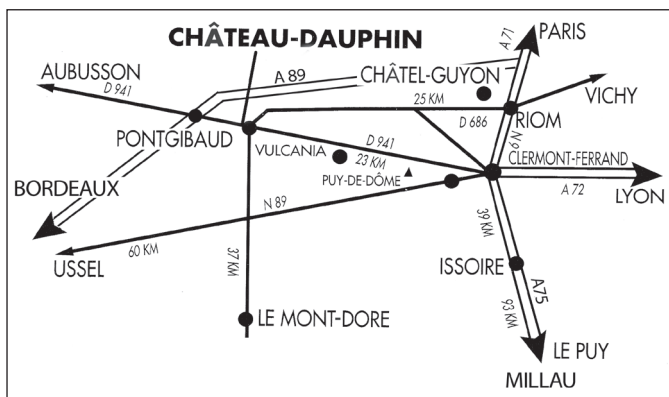 CHÂTEAU-DAUPHIN
PARIS
A 71
AUBUSSON
A 89
CHÂTEL-GUYON
D 941
25 KM
VICHY
PONTGIBAUD
D 686
RIOM
N 9
VULCANIA
D 941
23 KM
CLERMONT-FERRAND
PUY-DE-DÔME
BORDEAUX
A 72
LYON
N 89
39 KM
60 KM
USSEL
37 KM
ISSOIRE
A75
93 KM
LE MONT-DORE
LE PUY
MILLAU